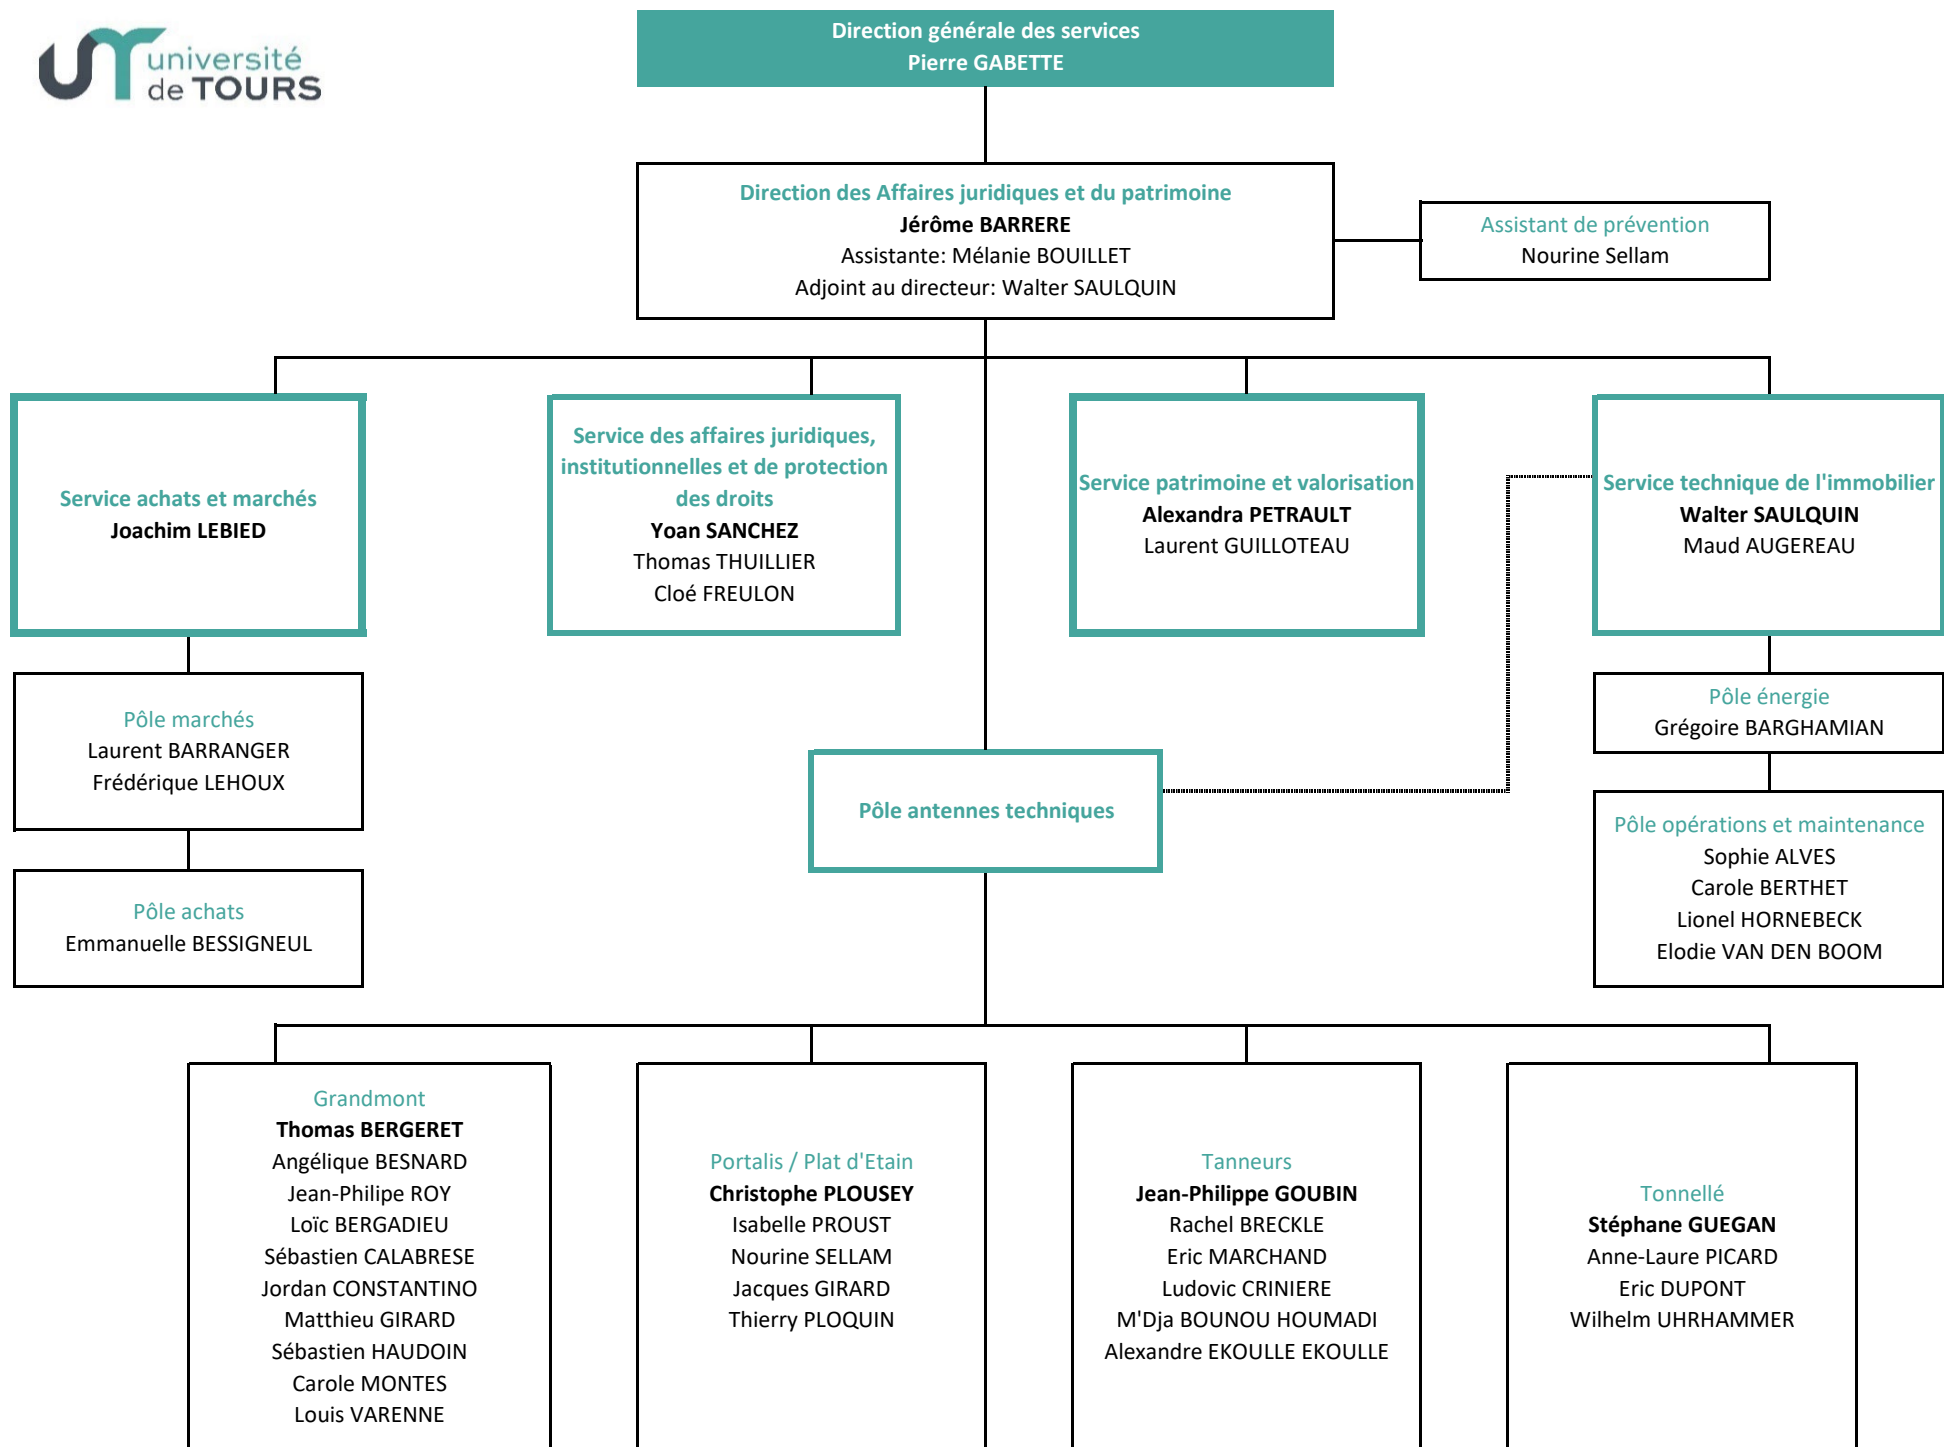 université
de TOURS
Direction générale des services
Pierre GABETTE
Direction des Affaires juridiques et du patrimoine
Jérôme BARRERE
Assistante: Mélanie BOUILLET
Adjoint au directeur: Walter SAULQUIN
Assistant de prévention
Nourine Sellam
Service achats et marchés
Joachim LEBIED
Service des affaires juridiques,
institutionnelles et de protection
des droits
Yoan SANCHEZ
Thomas THUILLIER
Cloé FREULON
Service patrimoine et valorisation
Alexandra PETRAULT
Laurent GUILLOTEAU
Service technique de l'immobilier
Walter SAULQUIN
Maud AUGEREAU
Pôle marchés
Laurent BARRANGER
Frédérique LEHOUX
Pôle énergie
Grégoire BARGHAMIAN
Pôle antennes techniques
Pôle opérations et maintenance
Sophie ALVES
Carole BERTHET
Lionel HORNEBECK
Elodie VAN DEN BOOM
Pôle achats
Emmanuelle BESSIGNEUL
Grandmont
Thomas BERGERET
Angélique BESNARD
Jean-Philipe ROY
Loïc BERGADIEU
Sébastien CALABRESE
Jordan CONSTANTINO
Matthieu GIRARD
Sébastien HAUDOIN
Carole MONTES
Louis VARENNE
Portalis / Plat d'Etain
Christophe PLOUSEY
Isabelle PROUST
Nourine SELLAM
Jacques GIRARD
Thierry PLOQUIN
Tanneurs
Jean-Philippe GOUBIN
Rachel BRECKLE
Eric MARCHAND
Ludovic CRINIERE
M'Dja BOUNOU HOUMADI
Alexandre EKOULLE EKOULLE
Tonnellé
Stéphane GUEGAN
Anne-Laure PICARD
Eric DUPONT
Wilhelm UHRHAMMER